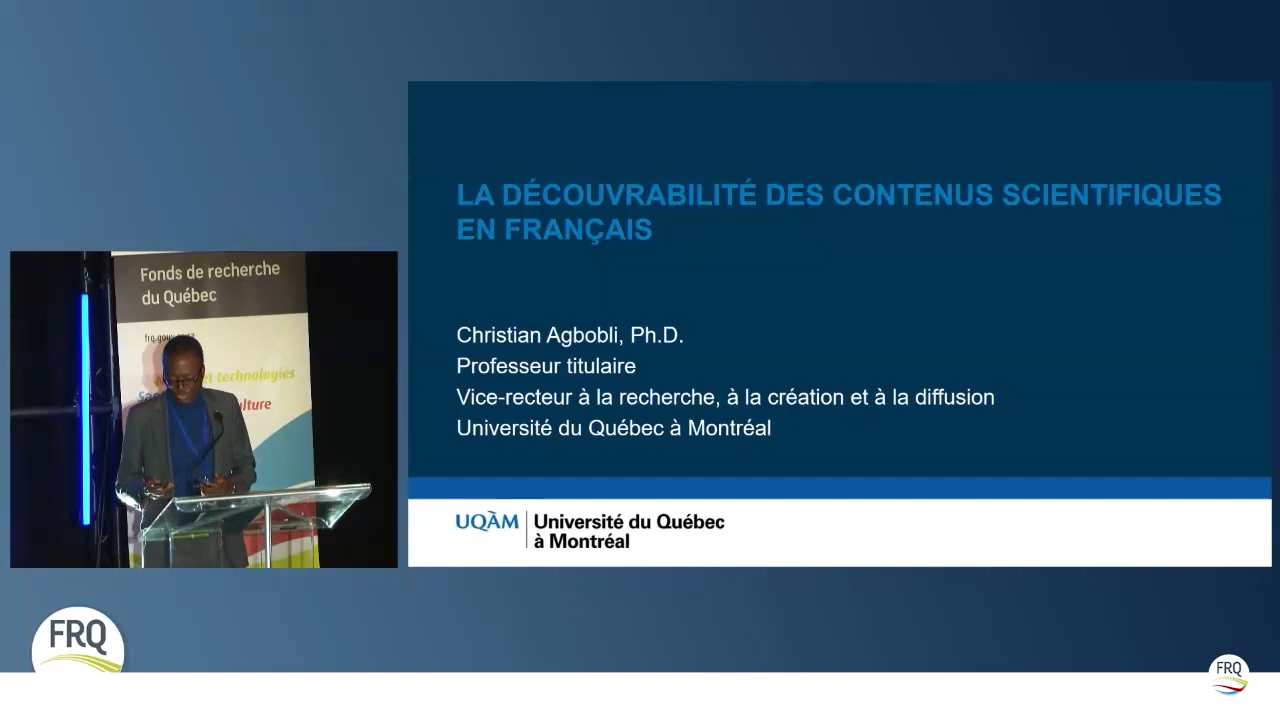 LA DÉCOUVRABILITÉ DES CONTENUS SCIENTIFIQUES
EN FRANÇAIS
Christian Agbobli, Ph.D.
Professeur titulaire
Vice-recteur à la recherche, à la création et à la diffusion
Université du Québec à Montréal
UQÀM
Université du Québec
à Montréal
Fonds de recherche
du Québec
et technologies
FRQ
FRQ